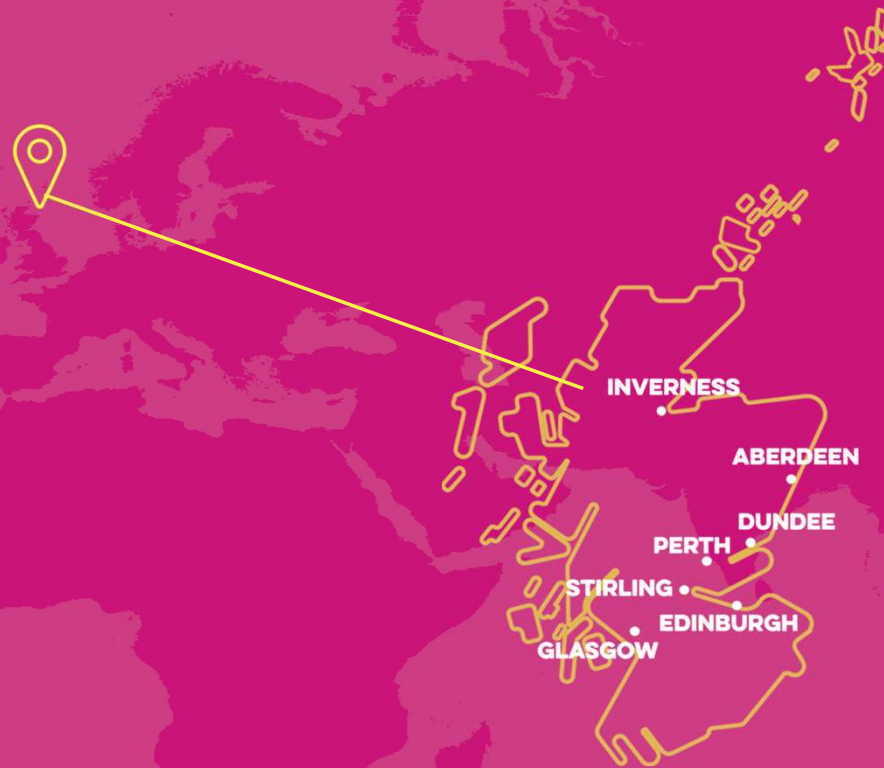 INVERNESS
ABERDEEN
DUNDEE
PERTH
STIRLING
EDINBURGH
GLASGOW